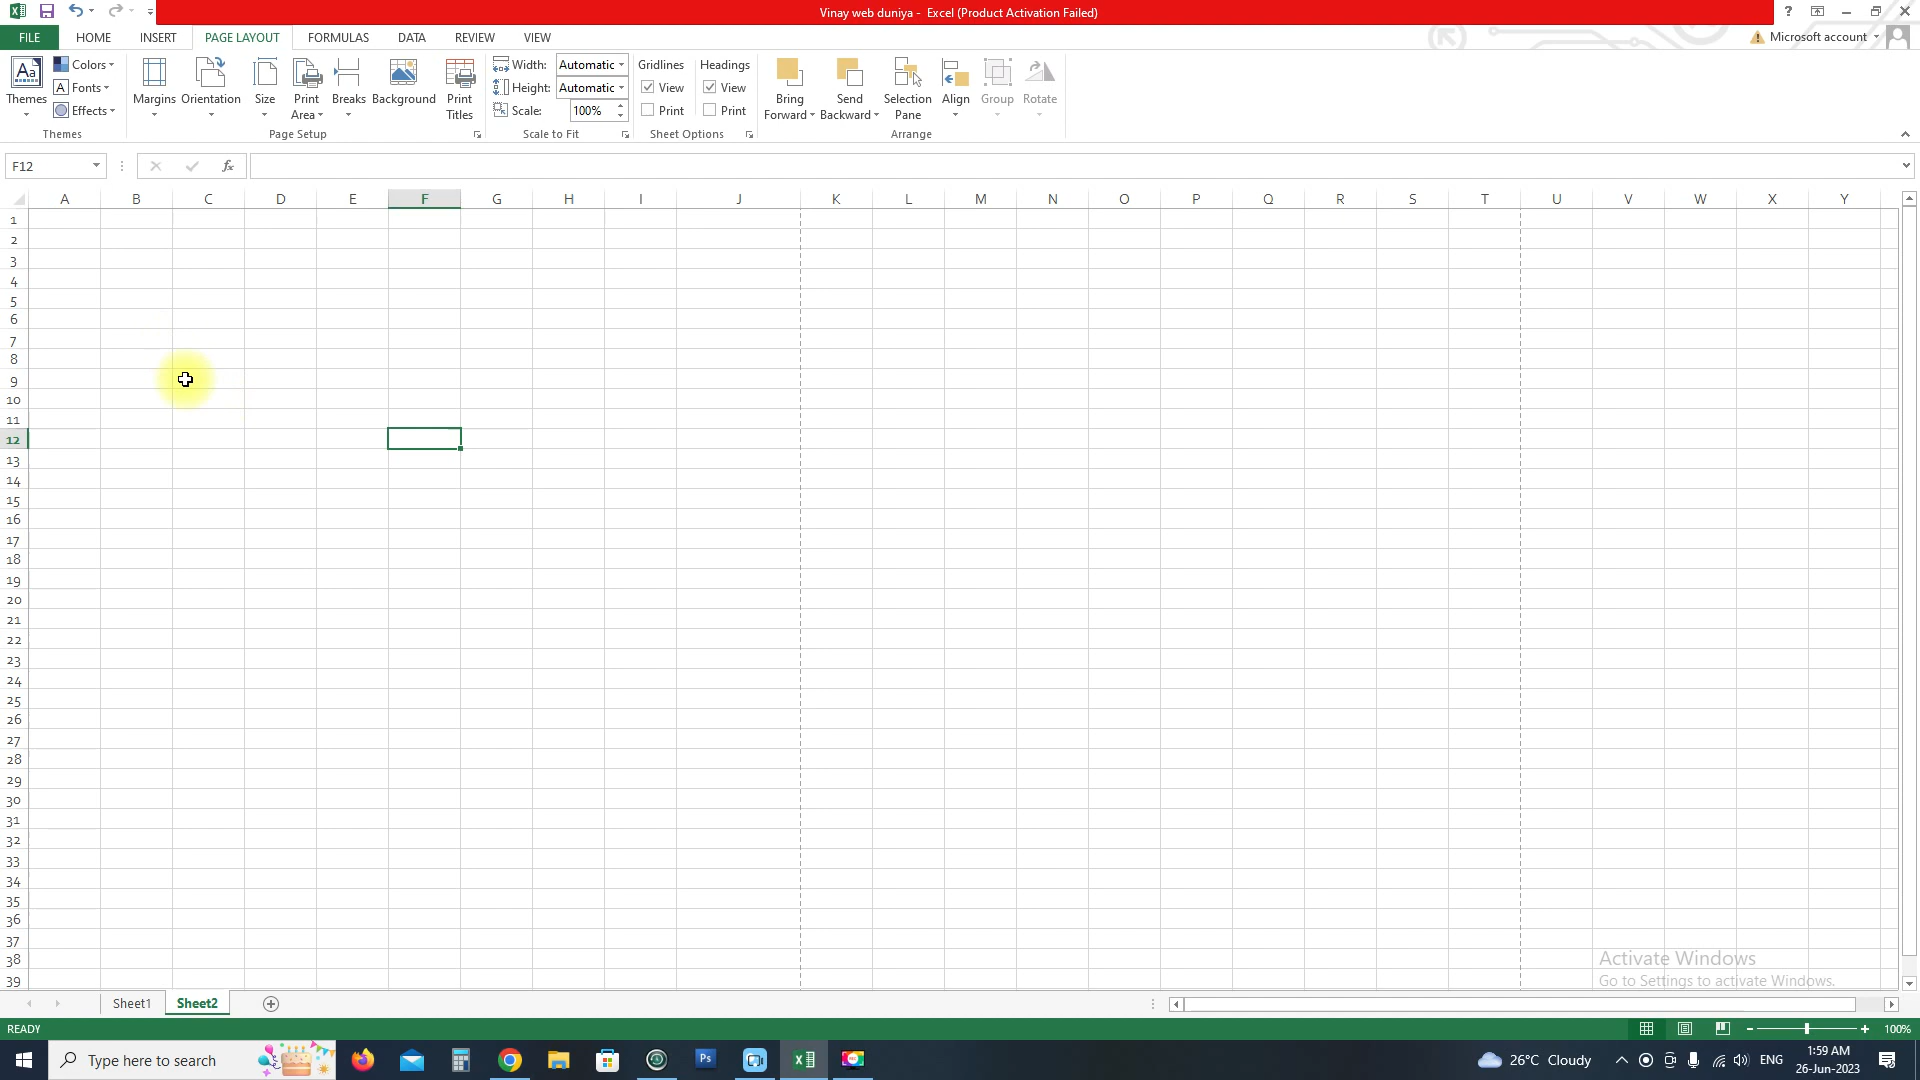 Vinay web duniya - Excel (Product Activation Failed)
FILE HOME INSERT PAGE LAYOUT FORMULAS DATA REVIEW VIEW Microsoft account
Themes Colors Fonts Effects Margins Orientation Size Print Area Breaks Background Print Titles
Width: Automatic Gridlines Headings
Height: Automatic View View
Scale: 100% Print Print
Bring Forward Send Backward Selection Pane Align Group Rotate
Themes Page Setup Scale to Fit Sheet Options Arrange
F12 fx
A B C D E F G H I J K L M N O P Q R S T U V W X Y
1
2
3
4
5
6
7
8
9
10
11
12
13
14
15
16
17
18
19
20
21
22
23
24
25
26
27
28
29
30
31
32
33
34
35
36
37
38
39
Activate Windows
Go to Settings to activate Windows.
Sheet1 Sheet2
READY 100%
Type here to search Ps 26°C Cloudy ENG 1:59 AM
26-Jun-2023